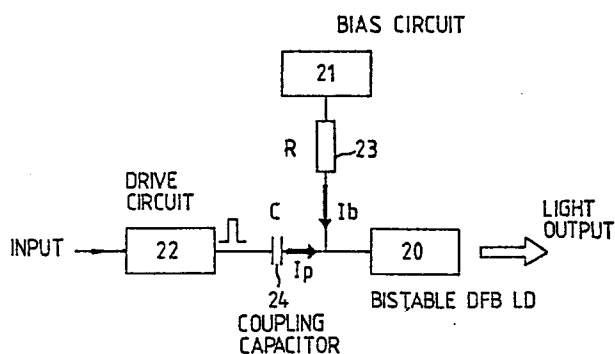 BIAS CIRCUIT
21
R
23
DRIVE
CIRCUIT
C
Ib
LIGHT
OUTPUT
INPUT
22
Ip
20
24
COUPLING
CAPACITOR
BISTABLE DFB LD